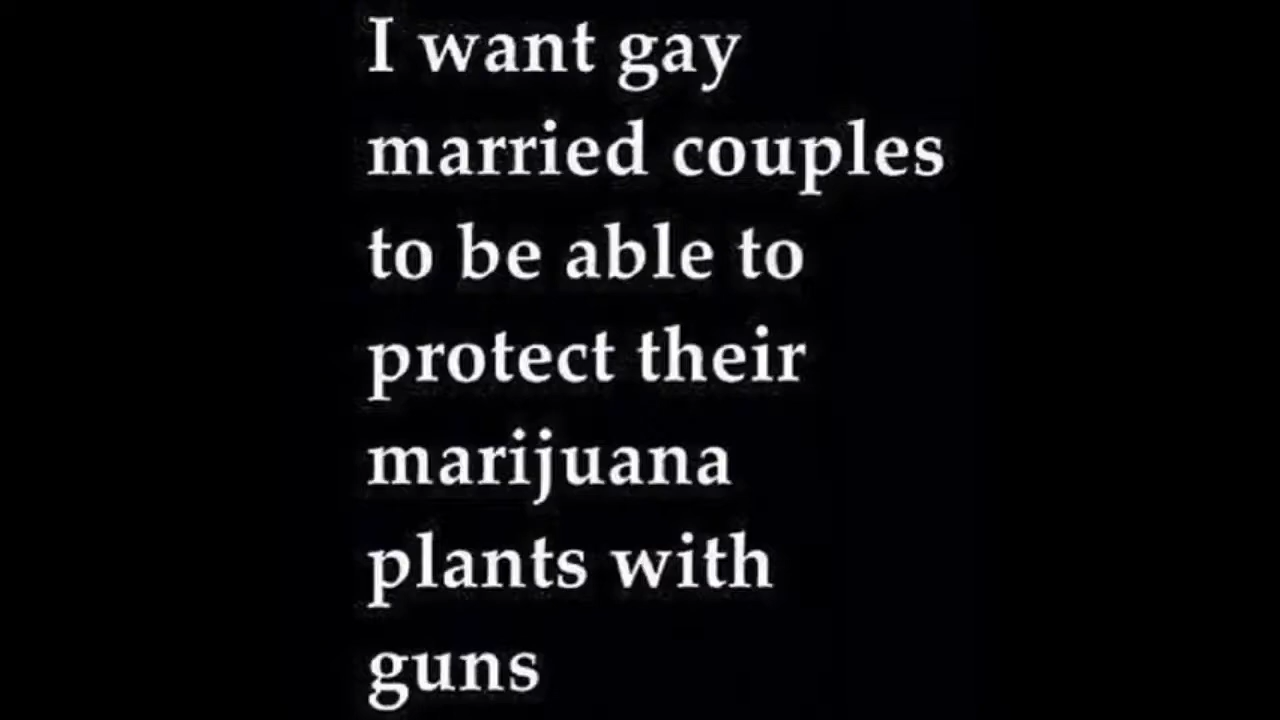 I want gay
married couples
to be able to
protect their
marijuana
plants with
guns